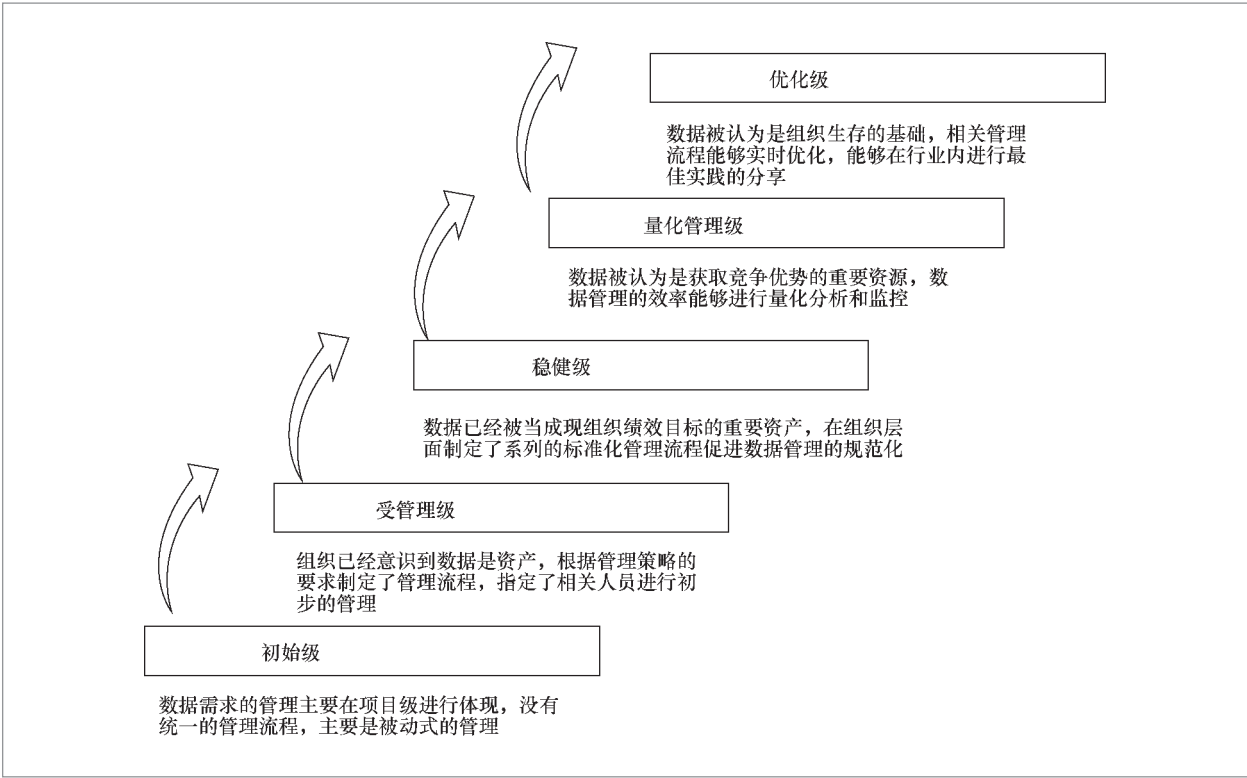 优化级
数据被认为是组织生存的基础，相关管理
流程能够实时优化，能够在行业内进行最
佳实践的分享
量化管理级
数据被认为是获取竞争优势的重要资源，数
据管理的效率能够进行量化分析和监控
稳健级
数据已经被当成现组织绩效目标的重要资产，在组织层
面制定了系列的标准化管理流程促进数据管理的规范化
受管理级
组织已经意识到数据是资产，根据管理策略的
要求制定了管理流程，指定了相关人员进行初
步的管理
初始级
数据需求的管理主要在项目级进行体现，没有
统一的管理流程，主要是被动式的管理